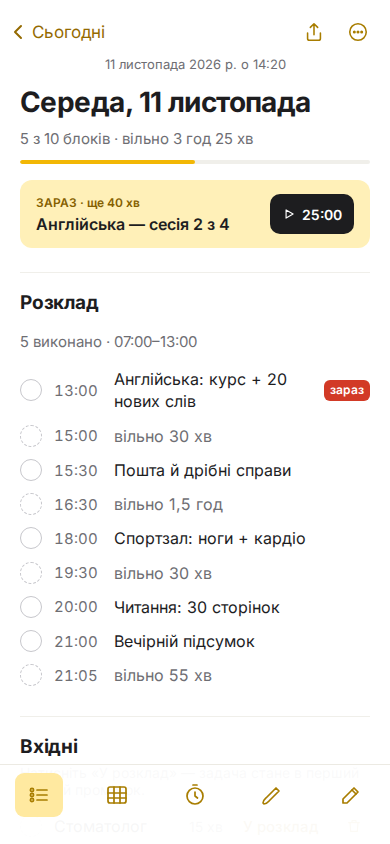 Сьогодні
11 листопада 2026 р. о 14:20
Середа, 11 листопада
5 з 10 блоків · вільно 3 год 25 хв
ЗАРАЗ · ще 40 хв
Англійська — сесія 2 з 4
25:00
Розклад
5 виконано · 07:00–13:00
13:00 Англійська: курс + 20 нових слів зараз
15:00 вільно 30 хв
15:30 Пошта й дрібні справи
16:30 вільно 1,5 год
18:00 Спортзал: ноги + кардіо
19:30 вільно 30 хв
20:00 Читання: 30 сторінок
21:00 Вечірній підсумок
21:05 вільно 55 хв
Вхідні
Стоматолог 15 хв У розклад